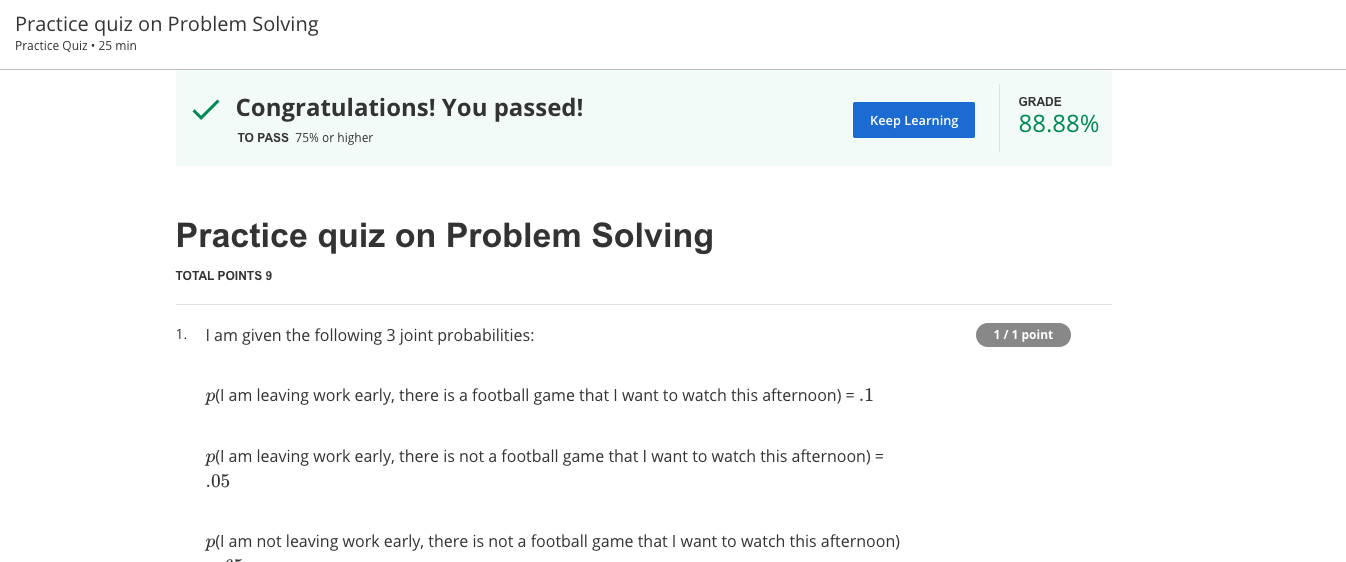 Practice quiz on Problem Solving
Practice Quiz • 25 min
Congratulations! You passed!
TO PASS 75% or higher
Keep Learning
GRADE
88.88%
Practice quiz on Problem Solving
TOTAL POINTS 9
1. I am given the following 3 joint probabilities:
1 / 1 point
p(I am leaving work early, there is a football game that I want to watch this afternoon) = .1
p(I am leaving work early, there is not a football game that I want to watch this afternoon) =
.05
p(I am not leaving work early, there is not a football game that I want to watch this afternoon)